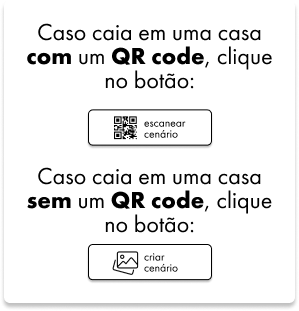 Caso caia em uma casa
com um QR code, clique
no botão:
escanear
cenário
Caso caia em uma casa
sem um QR code, clique
no botão:
criar
cenário